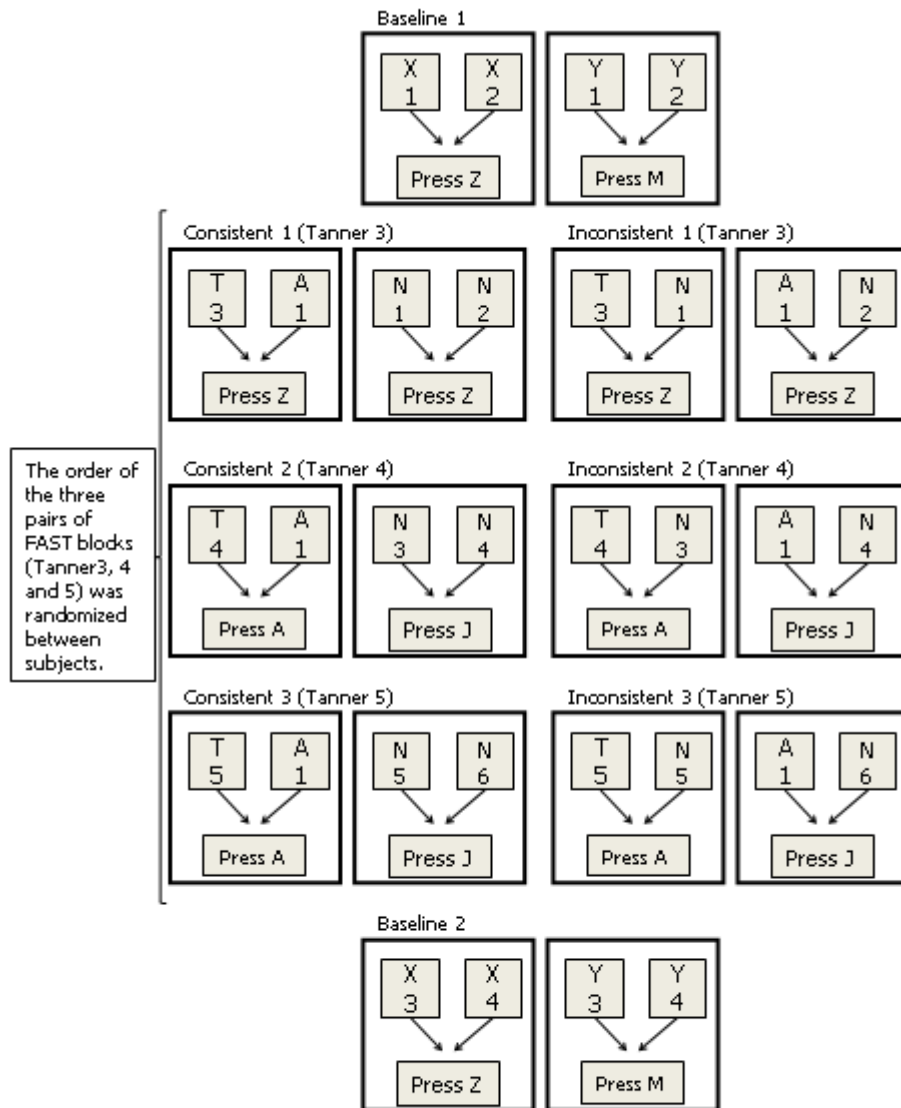 Baseline 1
X X Y Y
1 2 1 2
Press Z Press M
Consistent 1 (Tanner 3) Inconsistent 1 (Tanner 3)
T A N N T N A N
3 1 1 2 3 1 1 2
Press Z Press Z Press Z Press Z
The order of
the three
pairs of
FAST blocks
(Tanner3, 4
and 5) was
randomized
between
subjects.
Consistent 2 (Tanner 4) Inconsistent 2 (Tanner 4)
T A N N T N A N
4 1 3 4 4 3 1 4
Press A Press J Press A Press J
Consistent 3 (Tanner 5) Inconsistent 3 (Tanner 5)
T A N N T N A N
5 1 5 6 5 5 1 6
Press A Press J Press A Press J
Baseline 2
X X Y Y
3 4 3 4
Press Z Press M